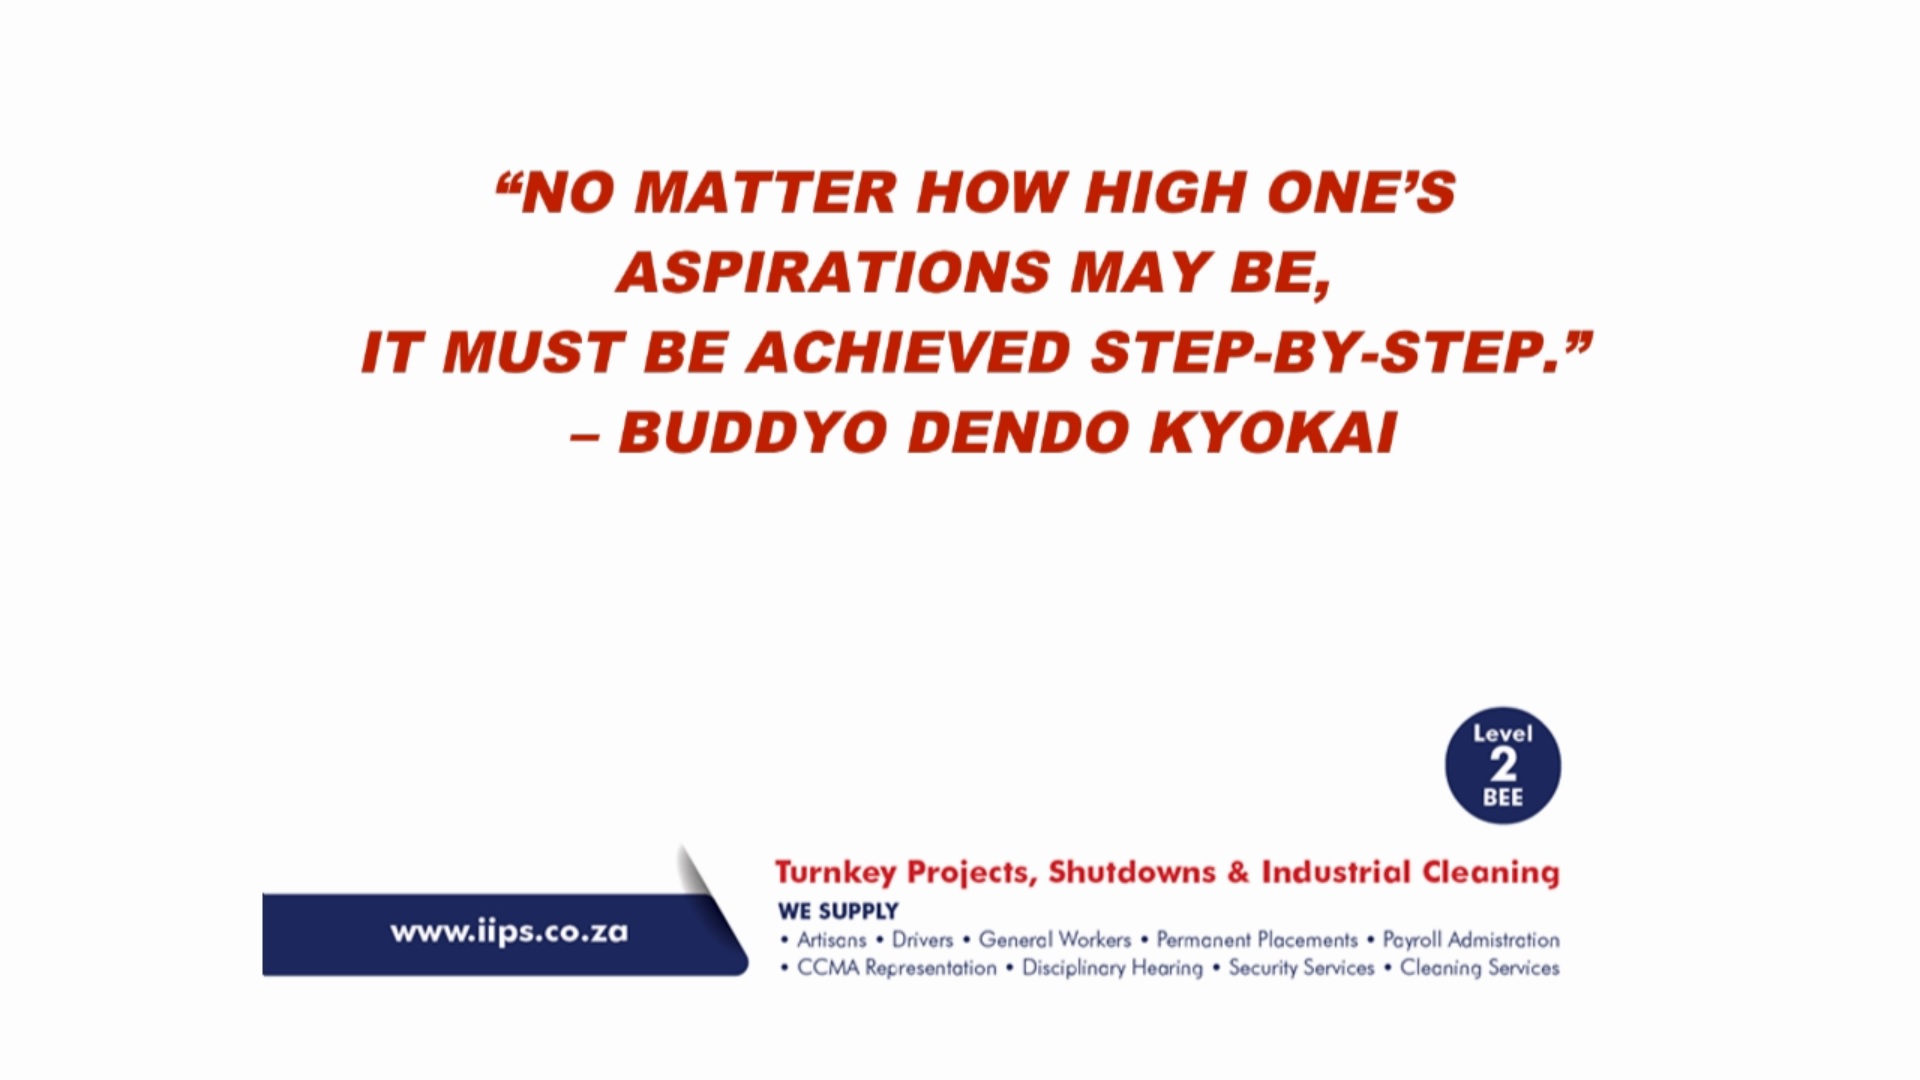 “NO MATTER HOW HIGH ONE’S
ASPIRATIONS MAY BE,
IT MUST BE ACHIEVED STEP-BY-STEP.”
– BUDDYO DENDO KYOKAI
Level
2
BEE
Turnkey Projects, Shutdowns & Industrial Cleaning
WE SUPPLY
• Artisans • Drivers • General Workers • Permanent Placements • Payroll Admistration
• CCMA Representation • Disciplinary Hearing • Security Services • Cleaning Services
www.iips.co.za